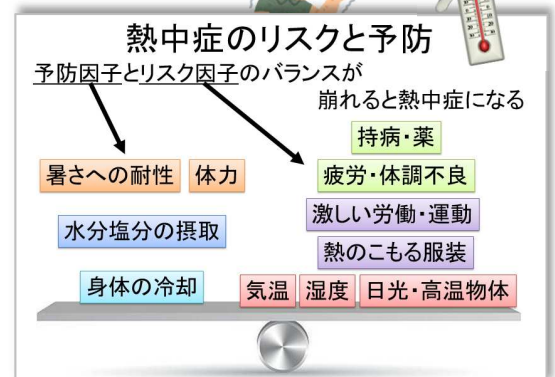 熱中症のリスクと予防
予防因子とリスク因子のバランスが
崩れると熱中症になる
持病・薬
暑さへの耐性 体力 疲労・体調不良
激しい労働・運動
水分塩分の摂取
熱のこもる服装
身体の冷却 気温 湿度 日光・高温物体